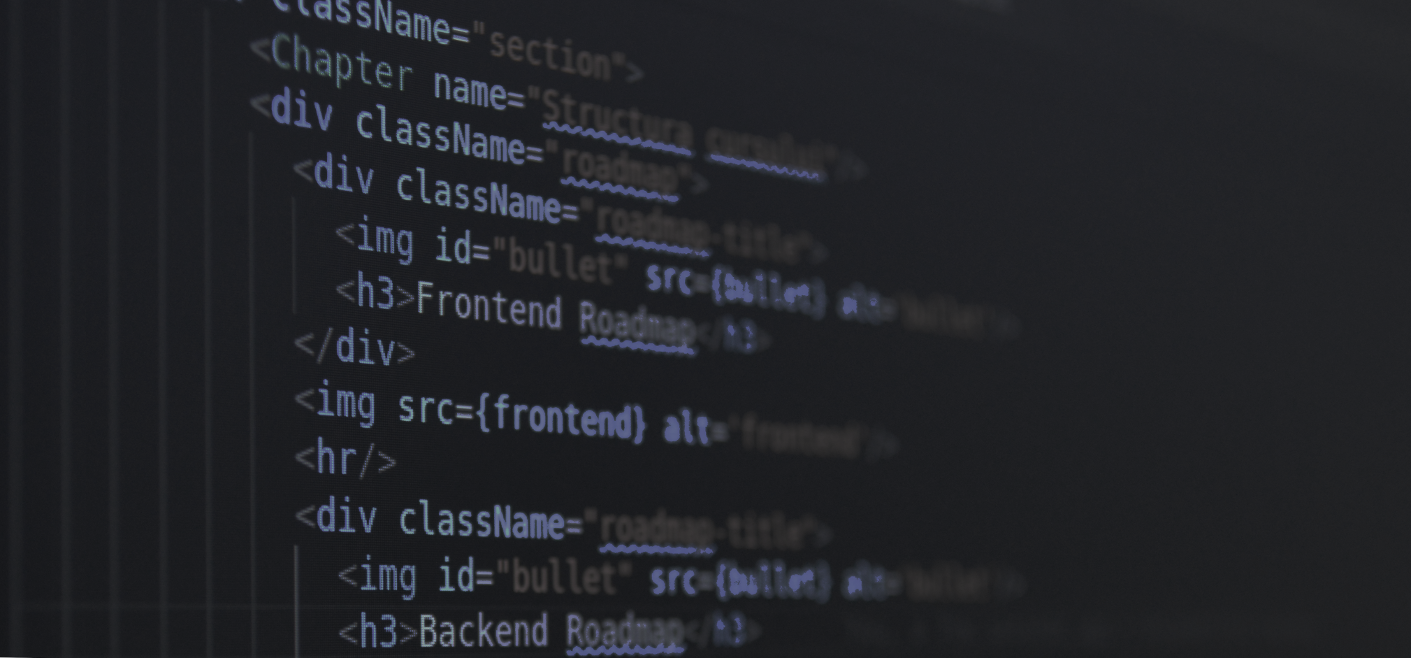 className="section">
<Chapter name="Structura cursului"/>
<div className="roadmap">
<div className="roadmap-title">
<img id="bullet" src={bullet} alt="bullet"/>
<h3>Frontend Roadmap</h3>
</div>
<img src={frontend} alt="frontend"/>
<hr/>
<div className="roadmap-title">
<img id="bullet" src={bullet} alt="bullet"/>
<h3>Backend Roadmap</h3>